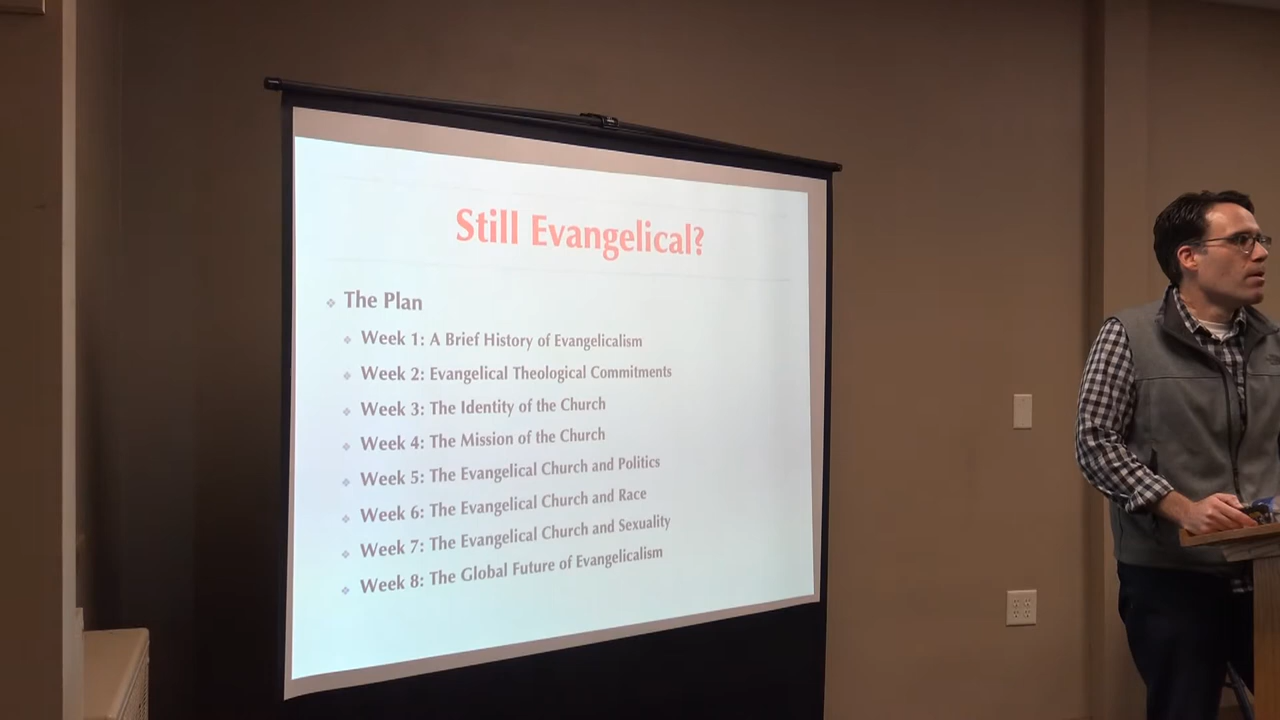 Still Evangelical?
The Plan
Week 1: A Brief History of Evangelicalism
Week 2: Evangelical Theological Commitments
Week 3: The Identity of the Church
Week 4: The Mission of the Church
Week 5: The Evangelical Church and Politics
Week 6: The Evangelical Church and Race
Week 7: The Evangelical Church and Sexuality
Week 8: The Global Future of Evangelicalism